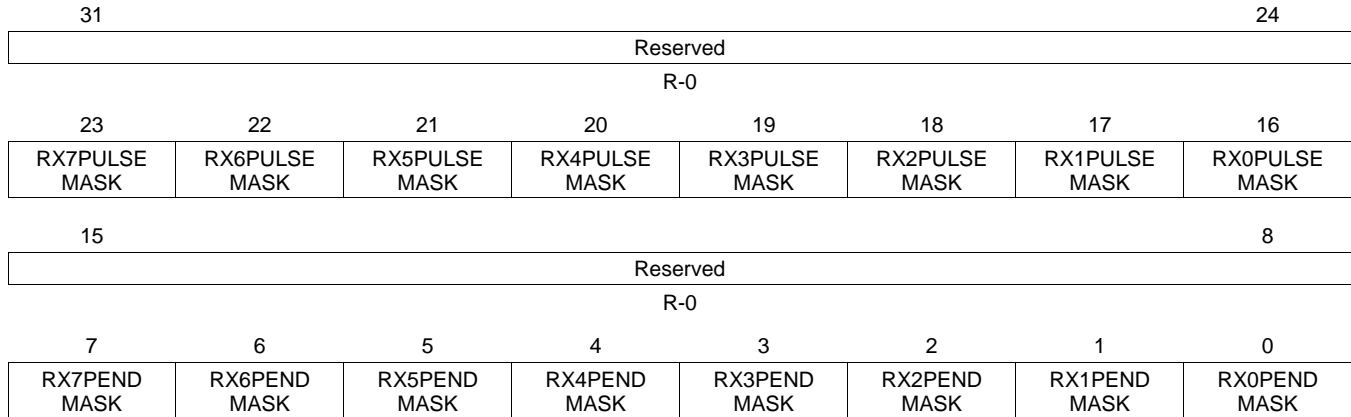 31 24
Reserved
R-0
23 22 21 20 19 18 17 16
RX7PULSE RX6PULSE RX5PULSE RX4PULSE RX3PULSE RX2PULSE RX1PULSE RX0PULSE
MASK MASK MASK MASK MASK MASK MASK MASK
15 8
Reserved
R-0
7 6 5 4 3 2 1 0
RX7PEND RX6PEND RX5PEND RX4PEND RX3PEND RX2PEND RX1PEND RX0PEND
MASK MASK MASK MASK MASK MASK MASK MASK